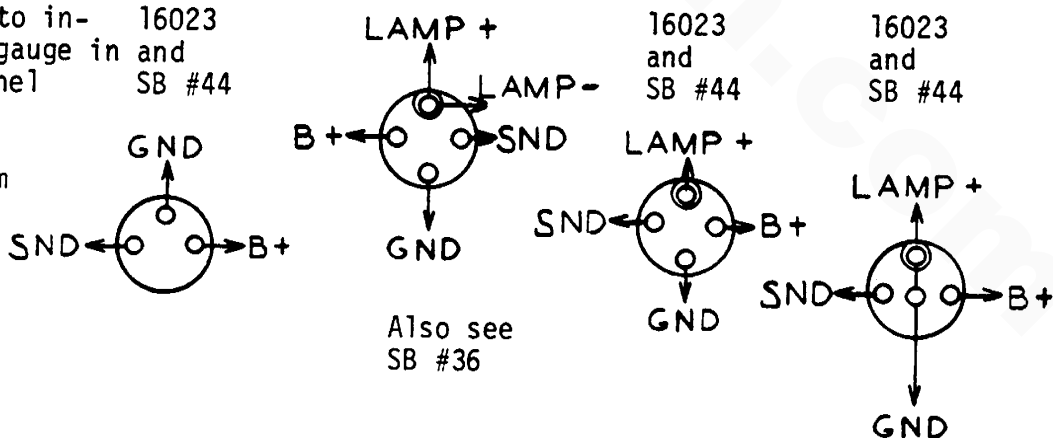 to in-
gauge in
16023
and
SB #44
GND
SND
B+
LAMP +
LAMP-
B+
SND
GND
Also see
SB #36
16023
and
SB #44
LAMP +
SND
B+
GND
16023
and
SB #44
LAMP +
SND
B+
GND